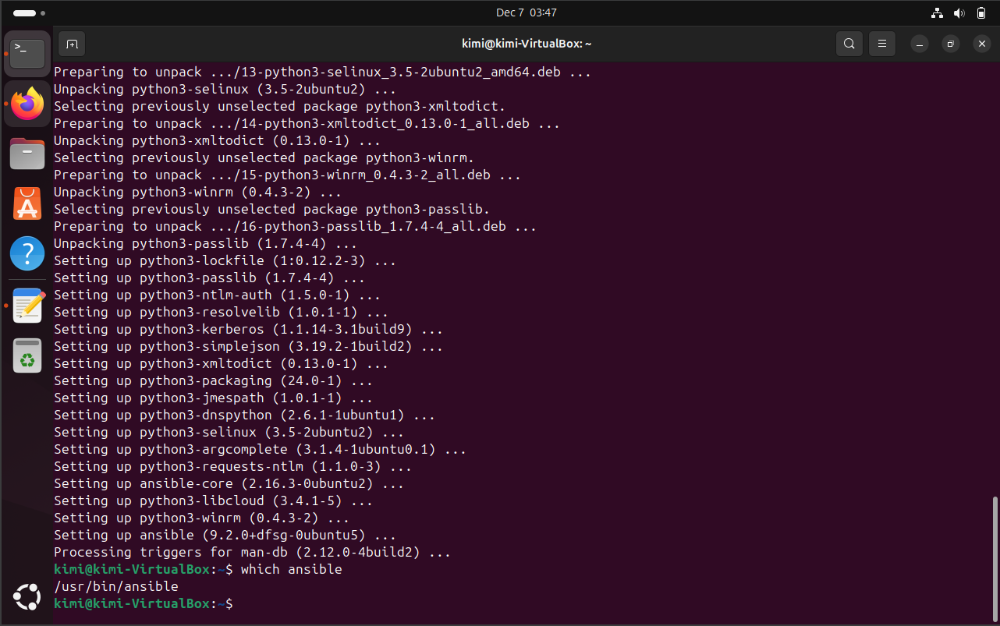 Dec 7 03:47
kimi@kimi-VirtualBox: ~
Preparing to unpack .../13-python3-selinux_3.5-2ubuntu2_amd64.deb ...
Unpacking python3-selinux (3.5-2ubuntu2) ...
Selecting previously unselected package python3-xmltodict.
Preparing to unpack .../14-python3-xmltodict_0.13.0-1_all.deb ...
Unpacking python3-xmltodict (0.13.0-1) ...
Selecting previously unselected package python3-winrm.
Preparing to unpack .../15-python3-winrm_0.4.3-2_all.deb ...
Unpacking python3-winrm (0.4.3-2) ...
Selecting previously unselected package python3-passlib.
Preparing to unpack .../16-python3-passlib_1.7.4-4_all.deb ...
Unpacking python3-passlib (1.7.4-4) ...
Setting up python3-lockfile (1:0.12.2-3) ...
Setting up python3-passlib (1.7.4-4) ...
Setting up python3-ntlm-auth (1.5.0-1) ...
Setting up python3-resolvelib (1.0.1-1) ...
Setting up python3-kerberos (1.1.14-3.1build9) ...
Setting up python3-simplejson (3.19.2-1build2) ...
Setting up python3-xmltodict (0.13.0-1) ...
Setting up python3-packaging (24.0-1) ...
Setting up python3-jmespath (1.0.1-1) ...
Setting up python3-dnspython (2.6.1-1ubuntu1) ...
Setting up python3-selinux (3.5-2ubuntu2) ...
Setting up python3-argcomplete (3.1.4-1ubuntu0.1) ...
Setting up python3-requests-ntlm (1.1.0-3) ...
Setting up ansible-core (2.16.3-0ubuntu2) ...
Setting up python3-libcloud (3.4.1-5) ...
Setting up python3-winrm (0.4.3-2) ...
Setting up ansible (9.2.0+dfsg-0ubuntu5) ...
Processing triggers for man-db (2.12.0-4build2) ...
kimi@kimi-VirtualBox:~$ which ansible
/usr/bin/ansible
kimi@kimi-VirtualBox:~$